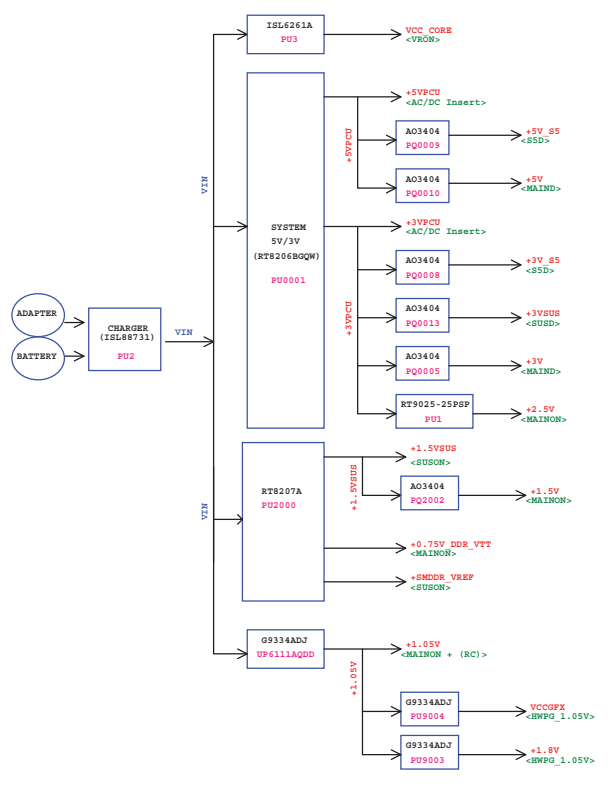 ISL6261A
PU3
VCC_CORE
<VRON>
VIN
SYSTEM
5V/3V
(RT8206BGQW)
PU0001
+5VPCU
+5VPCU
<AC/DC Insert>
AO3404
PQ0009
+5V_S5
<S5D>
AO3404
PQ0010
+5V
<MAIND>
+3VPCU
+3VPCU
<AC/DC Insert>
AO3404
PQ0008
+3V_S5
<S5D>
AO3404
PQ0013
+3VSUS
<SUSD>
AO3404
PQ0005
+3V
<MAIND>
RT9025-25PSP
PU1
+2.5V
<MAINON>
ADAPTER
BATTERY
CHARGER
(ISL88731)
PU2
VIN
VIN
RT8207A
PU2000
+1.5VSUS
+1.5VSUS
<SUSON>
AO3404
PQ2002
+1.5V
<MAINON>
+0.75V_DDR_VTT
<MAINON>
+SMDDR_VREF
<SUSON>
G9334ADJ
UP6111AQDD
+1.05V
+1.05V
<MAINON + (RC)>
G9334ADJ
PU9004
VCCGFX
<HWPG_1.05V>
G9334ADJ
PU9003
+1.8V
<HWPG_1.05V>